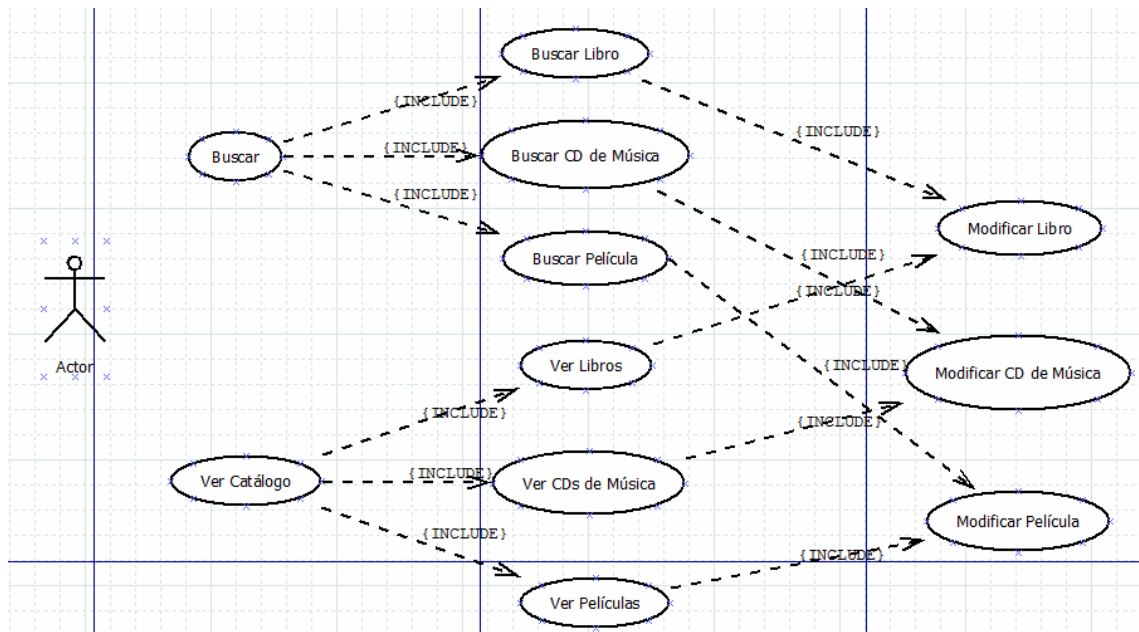 Buscar Libro
{INCLUDE}
{INCLUDE}
Buscar
{INCLUDE}
Buscar CD de Música
{INCLUDE}
Modificar Libro
Buscar Película
{INCLUDE}
{INCLUDE}
Actor
Ver Libros
{INCLUDE}
Modificar CD de Música
{INCLUDE}
{INCLUDE}
Ver Catálogo
{INCLUDE}
Ver CDs de Música
Modificar Película
{INCLUDE}
{INCLUDE}
Ver Películas